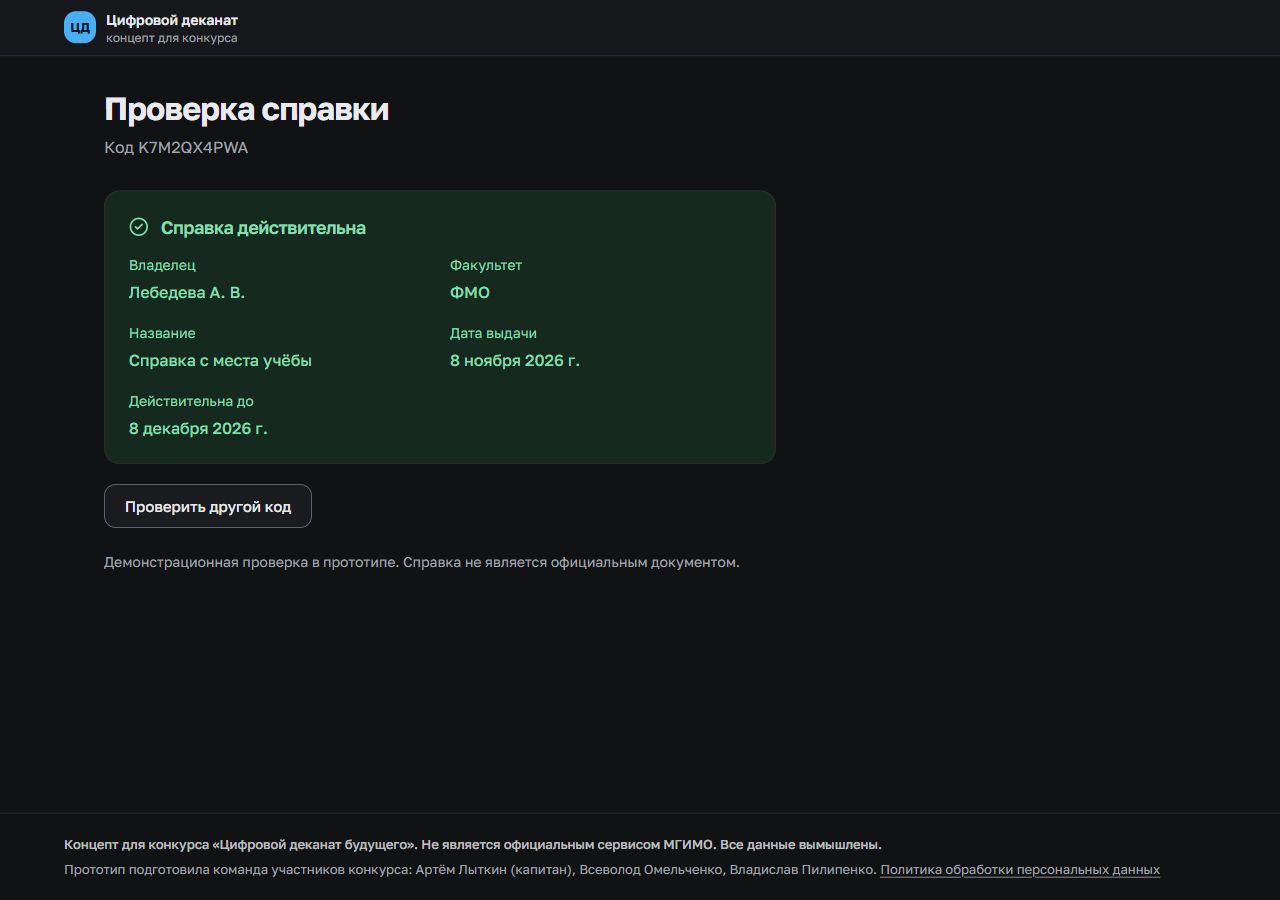 ЦД
Цифровой деканат
концепт для конкурса
Проверка справки
Код K7M2QX4PWA
Справка действительна
Владелец
Лебедева А. В.
Факультет
ФМО
Название
Справка с места учёбы
Дата выдачи
8 ноября 2026 г.
Действительна до
8 декабря 2026 г.
Проверить другой код
Демонстрационная проверка в прототипе. Справка не является официальным документом.
Концепт для конкурса «Цифровой деканат будущего». Не является официальным сервисом МГИМО. Все данные вымышлены.
Прототип подготовила команда участников конкурса: Артём Лыткин (капитан), Всеволод Омельченко, Владислав Пилипенко. Политика обработки персональных данных